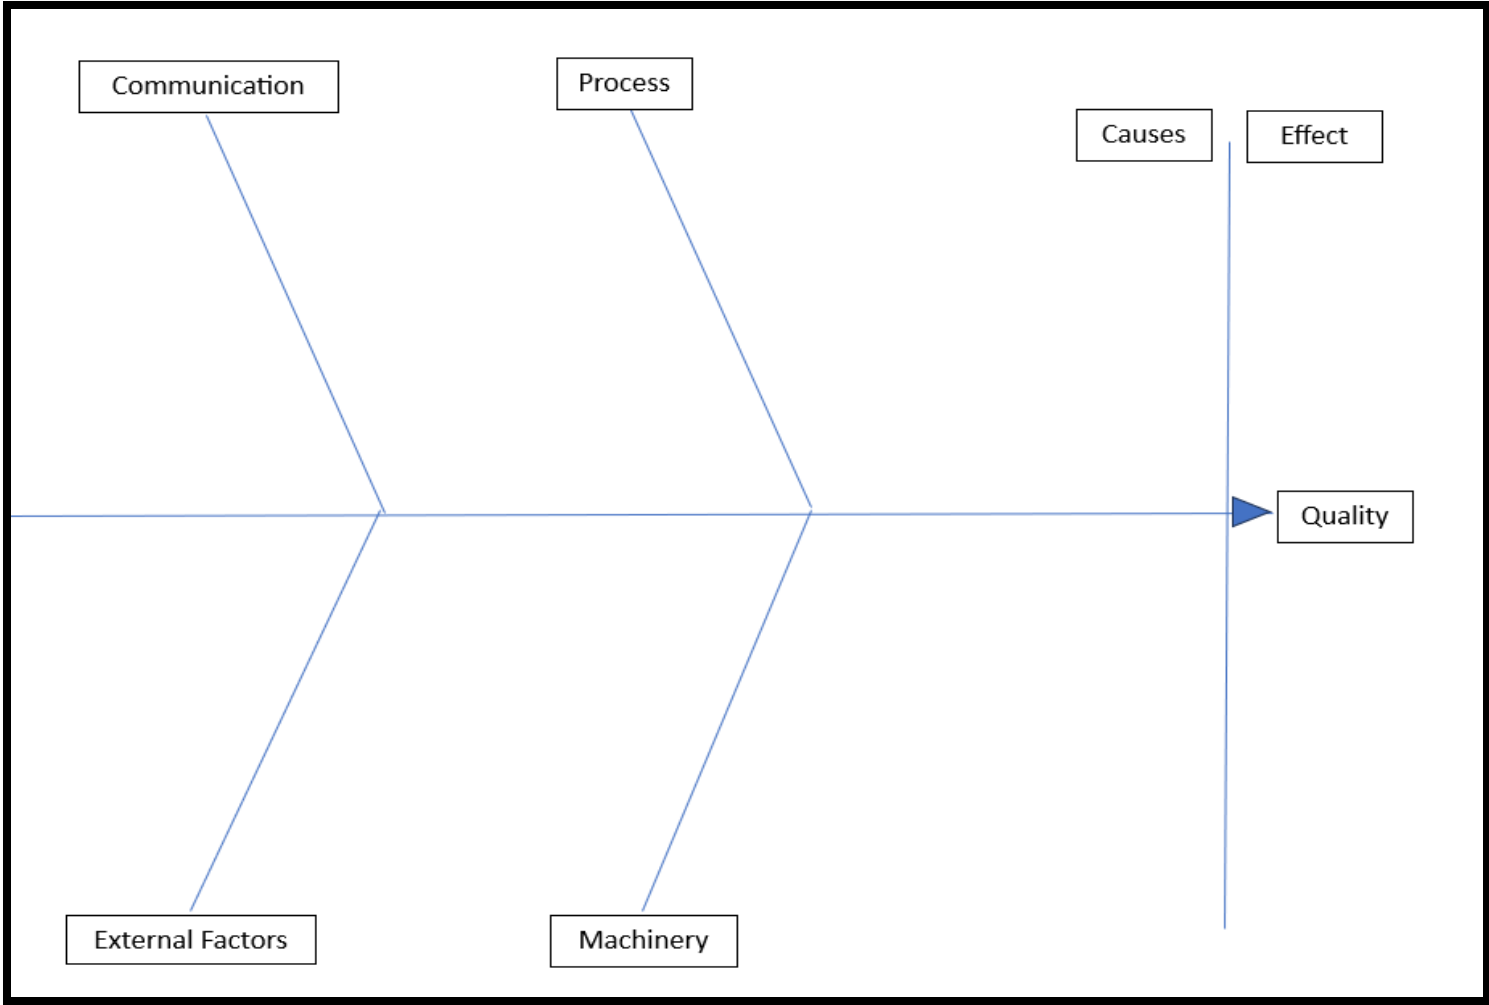 Communication
Process
Causes
Effect
Quality
External Factors
Machinery